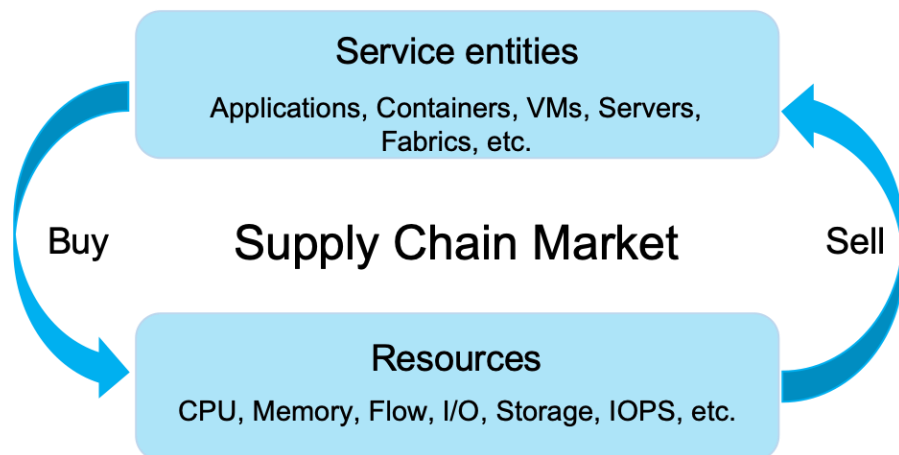 Service entities
Applications, Containers, VMs, Servers,
Fabrics, etc.
Buy
Supply Chain Market
Sell
Resources
CPU, Memory, Flow, I/O, Storage, IOPS, etc.